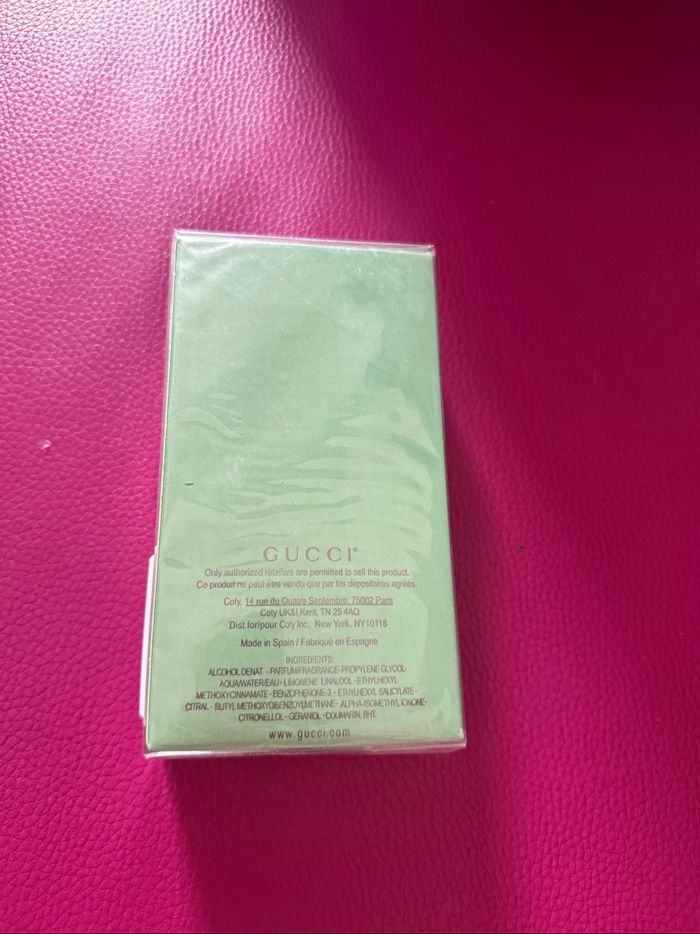 GUCCI®
Only authorized retailers are permitted to sell this product.
Ce produit ne peut être vendu que par les dépositaires agréés.
Coty, 14 rue du Quatre Septembre, 75002 Paris
Coty UK&I,Kent, TN 25 4AQ
Dist.for/pour Coty Inc., New York, NY10118
Made in Spain / Fabriqué en Espagne
INGREDIENTS:
ALCOHOL DENAT • PARFUM/FRAGRANCE • PROPYLENE GLYCOL•
AQUA/WATER/EAU • LIMONENE LINALOOL • ETHYLHEXYL
METHOXYCINNAMATE • BENZOPHENONE-3 • ETHYLHEXYL SALICYLATE •
CITRAL • BUTYL METHOXYDIBENZOYLMETHANE ALPHA-ISOMETHYL IONONE•
CITRONELLOL • GERANIOL •COUMARIN, BHT.
www.gucci.com